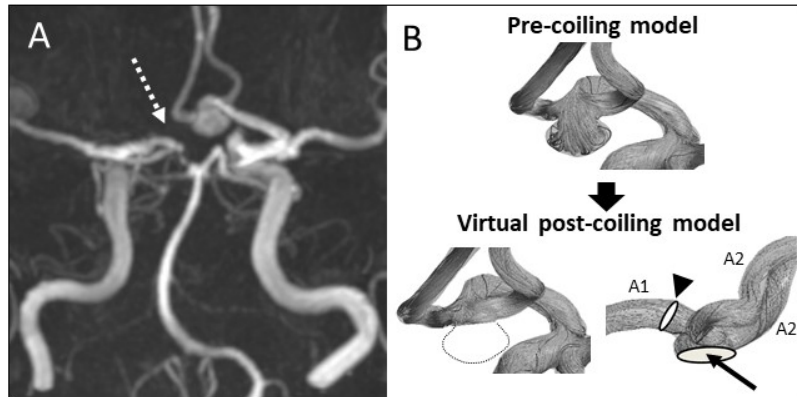 A
B
Pre-coiling model
Virtual post-coiling model
A1
A2
A2